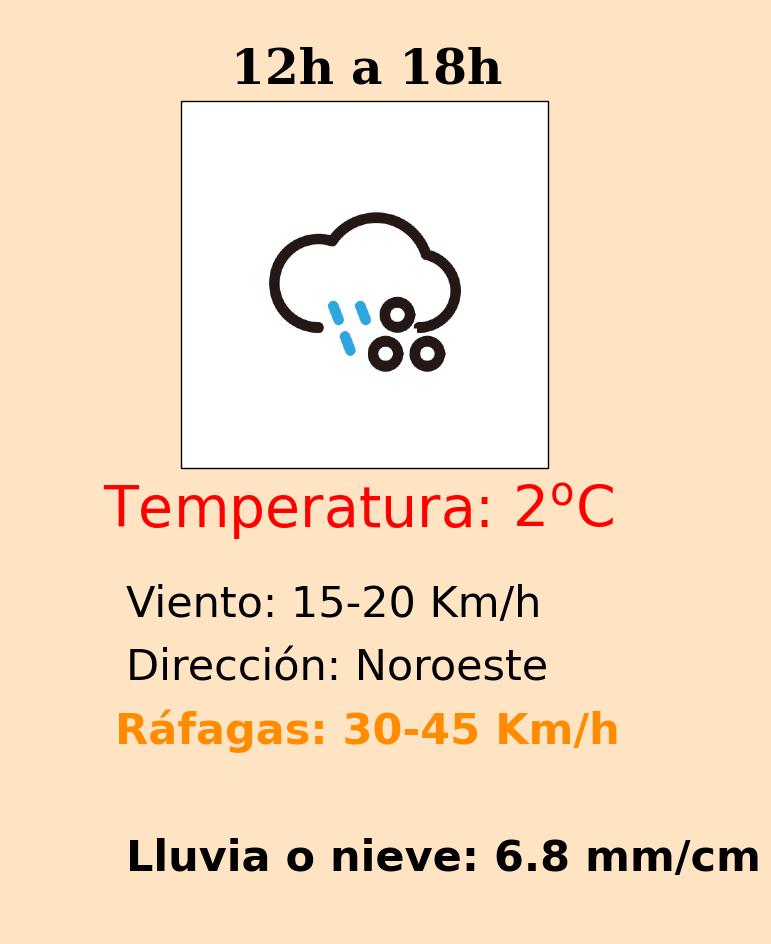 12h a 18h
Temperatura: 2ºC
Viento: 15-20 Km/h
Dirección: Noroeste
Ráfagas: 30-45 Km/h
Lluvia o nieve: 6.8 mm/cm